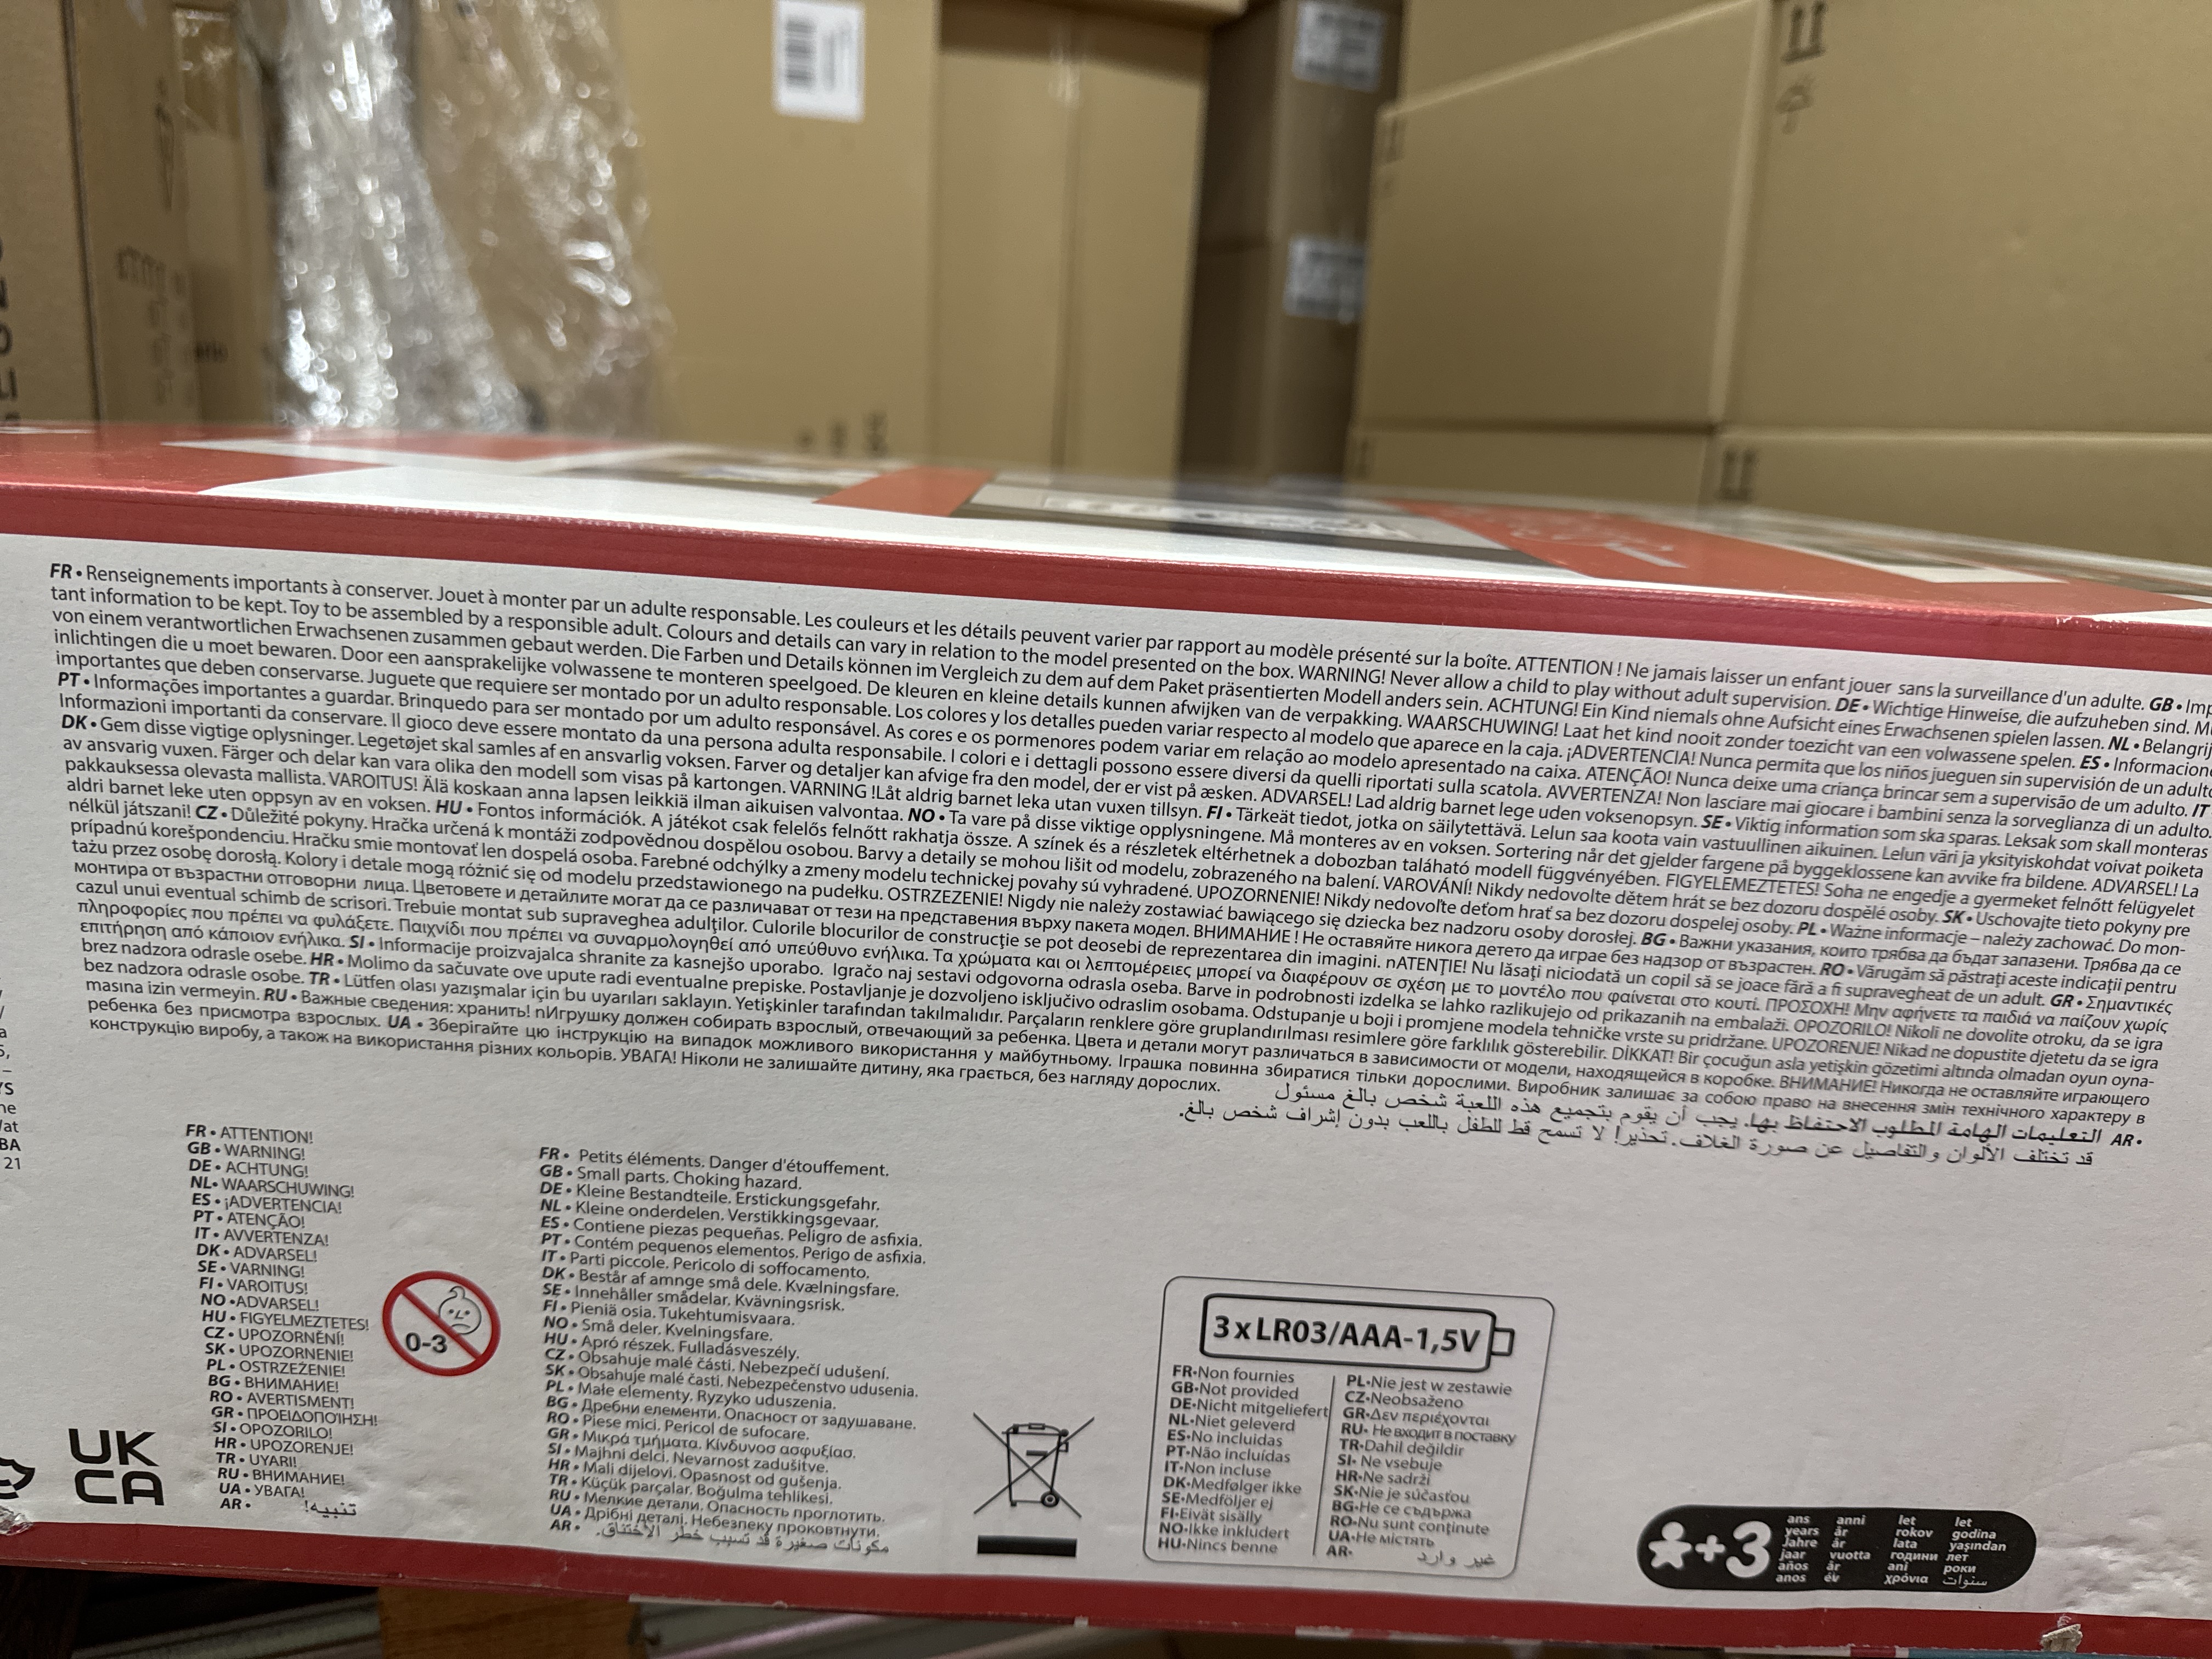 FR • Renseignements importants à conserver. Jouet à monter par un adulte responsable. Les couleurs et les détails peuvent varier par rapport au modèle présenté sur la boîte. ATTENTION ! Ne jamais laisser un enfant jouer sans la surveillance d'un adulte. GB • Imp
tant information to be kept. Toy to be assembled by a responsible adult. Colours and details can vary in relation to the model presented on the box. WARNING! Never allow a child to play without adult supervision. DE • Wichtige Hinweise, die aufzuheben sind. M
von einem verantwortlichen Erwachsenen zusammen gebaut werden. Die Farben und Details können im Vergleich zu dem auf dem Paket präsentierten Modell anders sein. ACHTUNG! Ein Kind niemals ohne Aufsicht eines Erwachsenen spielen lassen. NL • Belangrij
inlichtingen die u moet bewaren. Door een aansprakelijke volwassene te monteren speelgoed. De kleuren en kleine details kunnen afwijken van de verpakking. WAARSCHUWING! Laat het kind nooit zonder toezicht van een volwassene spelen. ES • Informacion
importantes que deben conservarse. Juguete que requiere ser montado por un adulto responsable. Los colores y los detalles pueden variar respecto al modelo que aparece en la caja. ¡ADVERTENCIA! Nunca permita que los niños jueguen sin supervisión de un adulto
PT • Informações importantes a guardar. Brinquedo para ser montado por um adulto responsável. As cores e os pormenores podem variar em relação ao modelo apresentado na caixa. ATENÇÃO! Nunca deixe uma criança brincar sem a supervisão de um adulto. IT
Informazioni importanti da conservare. Il gioco deve essere montato da una persona adulta responsabile. I colori e i dettagli possono essere diversi da quelli riportati sulla scatola. AVVERTENZA! Non lasciare mai giocare i bambini senza la sorveglianza di un adulto.
DK • Gem disse vigtige oplysninger. Legetøjet skal samles af en ansvarlig voksen. Farver og detaljer kan afvige fra den model, der er vist på æsken. ADVARSEL! Lad aldrig barnet lege uden voksenopsyn. SE • Viktig information som ska sparas. Leksak som skall monteras
av ansvarig vuxen. Färger och delar kan vara olika den modell som visas på kartongen. VARNING !Låt aldrig barnet leka utan vuxen tillsyn. FI • Tärkeät tiedot, jotka on säilytettävä. Lelun saa koota vain vastuullinen aikuinen. Lelun väri ja yksityiskohdat voivat poiketa
pakkauksessa olevasta mallista. VAROITUS! Älä koskaan anna lapsen leikkiä ilman aikuisen valvontaa. NO • Ta vare på disse viktige opplysningene. Må monteres av en voksen. Sortering når det gjelder fargene på byggeklossene kan avvike fra bildene. ADVARSEL! La
aldri barnet leke uten oppsyn av en voksen. HU • Fontos információk. A játékot csak felelős felnőtt rakhatja össze. A színek és a részletek eltérhetnek a dobozban taláható modell függvényében. FIGYELEMEZTETES! Soha ne engedje a gyermeket felnőtt felügyelet
nélkül játszani! CZ • Důležité pokyny. Hračka určená k montáži zodpovědnou dospělou osobou. Barvy a detaily se mohou lišit od modelu, zobrazeného na balení. VAROVÁNÍ! Nikdy nedovolte dětem hrát se bez dozoru dospělé osoby. SK • Uschovajte tieto pokyny pre
prípadnú korešpondenciu. Hračku smie montovať len dospelá osoba. Farebné odchýlky a zmeny modelu technickej povahy sú vyhradené. UPOZORNENIE! Nikdy nedovoľte deťom hrať sa bez dozoru dospelej osoby. PL • Ważne informacje – należy zachować. Do mon-
tażu przez osobę dorosłą. Kolory i detale mogą różnić się od modelu przedstawionego na pudełku. OSTRZEZENIE! Nigdy nie należy zostawiać bawiącego się dziecka bez nadzoru osoby dorosłej. BG • Важни указания, които трябва да бъдат запазени. Трябва да се
монтира от възрастни отговорни лица. Цветовете и детайлите могат да се различават от тези на представения върху пакета модел. ВНИМАНИЕ ! Не оставяйте никога детето да играе без надзор от възрастен. RO • Vărugăm să păstrați aceste indicații pentru
cazul unui eventual schimb de scrisori. Trebuie montat sub supraveghea adulților. Culorile blocurilor de construcție se pot deosebi de reprezentarea din imagini. nATENȚIE! Nu lăsați niciodată un copil să se joace fără a fi supravegheat de un adult. GR • Σημαντικές
πληροφορίες που πρέπει να φυλάξετε. Παιχνίδι που πρέπει να συναρμολογηθεί από υπεύθυνο ενήλικα. Τα χρώματα και οι λεπτομέρειες μπορεί να διαφέρουν σε σχέση με το μοντέλο που φαίνεται στο κουτί. ΠΡΟΣΟΧΗ! Μην αφήνετε τα παιδιά να παίζουν χωρίς
επιτήρηση από κάποιον ενήλικα. SI • Informacije proizvajalca shranite za kasnejšo uporabo. Igračo naj sestavi odgovorna odrasla oseba. Barve in podrobnosti izdelka se lahko razlikujejo od prikazanih na embalaži. OPOZORILO! Nikoli ne dovolite otroku, da se igra
brez nadzora odrasle osebe. HR • Molimo da sačuvate ove upute radi eventualne prepiske. Postavljanje je dozvoljeno isključivo odraslim osobama. Odstupanje u boji i promjene modela tehničke vrste su pridržane. UPOZORENJE! Nikad ne dopustite djetetu da se igra
bez nadzora odrasle osobe. TR • Lütfen olası yazışmalar için bu uyarıları saklayın. Yetişkinler tarafından takılmalıdır. Parçaların renklere göre gruplandırılması resimlere göre farklılık gösterebilir. DİKKAT! Bir çocuğun asla yetişkin gözetimi altında olmadan oyun oyna-
masına izin vermeyin. RU • Важные сведения: хранить! пИгрушку должен собирать взрослый, отвечающий за ребенка. Цвета и детали могут различаться в зависимости от модели, находящейся в коробке. ВНИМАНИЕ! Никогда не оставляйте играющего
ребенка без присмотра взрослых. UA • Зберігайте цю інструкцію на випадок можливого використання у майбутньому. Іграшка повинна збиратися тільки дорослими. Виробник залишає за собою право на внесення змін технічного характеру в
конструкцію виробу, а також на використання різних кольорів. УВАГА! Ніколи не залишайте дитину, яка грається, без нагляду дорослих.
AR • التعليمات الهامة المطلوب الاحتفاظ بها. يجب أن يقوم بتجميع هذه اللعبة شخص بالغ مسئول
قد تختلف الألوان والتفاصيل عن صورة الغلاف. تحذير! لا تسمح قط للطفل باللعب بدون إشراف شخص بالغ.
FR • ATTENTION!
GB • WARNING!
DE • ACHTUNG!
NL• WAARSCHUWING!
ES • ¡ADVERTENCIA!
PT • ATENÇÃO!
IT • AVVERTENZA!
DK • ADVARSEL!
SE • VARNING!
FI • VAROITUS!
NO •ADVARSEL!
HU • FIGYELMEZTETES!
CZ • UPOZORNĚNÍ!
SK • UPOZORNENIE!
PL • OSTRZEŻENIE!
BG • ВНИМАНИЕ!
RO • AVERTISMENT!
GR • ΠΡΟΕΙΔΟΠΟΊΗΣΗ!
SI • OPOZORILO!
HR • UPOZORENJE!
TR • UYARI!
RU • ВНИМАНИЕ!
UA • УВАГА!
AR • تنبيه!
0-3
FR • Petits éléments. Danger d'étouffement.
GB • Small parts. Choking hazard.
DE • Kleine Bestandteile. Erstickungsgefahr.
NL • Kleine onderdelen. Verstikkingsgevaar.
ES • Contiene piezas pequeñas. Peligro de asfixia.
PT • Contém pequenos elementos. Perigo de asfixia.
IT • Parti piccole. Pericolo di soffocamento.
DK • Består af amnge små dele. Kvælningsfare.
SE • Innehåller smådelar. Kvävningsrisk.
FI • Pieniä osia. Tukehtumisvaara.
NO • Små deler. Kvelningsfare.
HU • Apró részek. Fulladásveszély.
CZ • Obsahuje malé části. Nebezpečí udušení.
SK • Obsahuje malé časti. Nebezpečenstvo udusenia.
PL • Małe elementy. Ryzyko uduszenia.
BG • Дребни елементи. Опасност от задушаване.
RO • Piese mici. Pericol de sufocare.
GR • Μικρά τμήματα. Κίνδυνοσ ασφυξίασ.
SI • Majhni delci. Nevarnost zadušitve.
HR • Mali dijelovi. Opasnost od gušenja.
TR • Küçük parçalar. Boğulma tehlikesi.
RU • Мелкие детали. Опасность проглотить.
UA • Дрібні деталі. Небезпеку проковтнути.
AR • مكونات صغيرة قد تسبب خطر الاختناق.
UK
CA
3 x LR03/AAA-1,5V
FR•Non fournies
GB•Not provided
DE•Nicht mitgeliefert
NL•Niet geleverd
ES•No incluidas
PT•Não incluídas
IT•Non incluse
DK•Medfølger ikke
SE•Medföljer ej
FI•Eivät sisälly
NO•Ikke inkludert
HU•Nincs benne
PL•Nie jest w zestawie
CZ•Neobsaženo
GR•Δεν περιέχονται
RU• Не входит в поставку
TR•Dahil değildir
SI• Ne vsebuje
HR•Ne sadrži
SK•Nie je súčasťou
BG•Не се съдържа
RO•Nu sunt conținute
UA•Не містять
AR• غير وارد
+3
ans anni let let
years år rokov godina
Jahre år lata yaşından
jaar vuotta години лет
años år ani роки
anos év χρόνια سنوات
BA
21